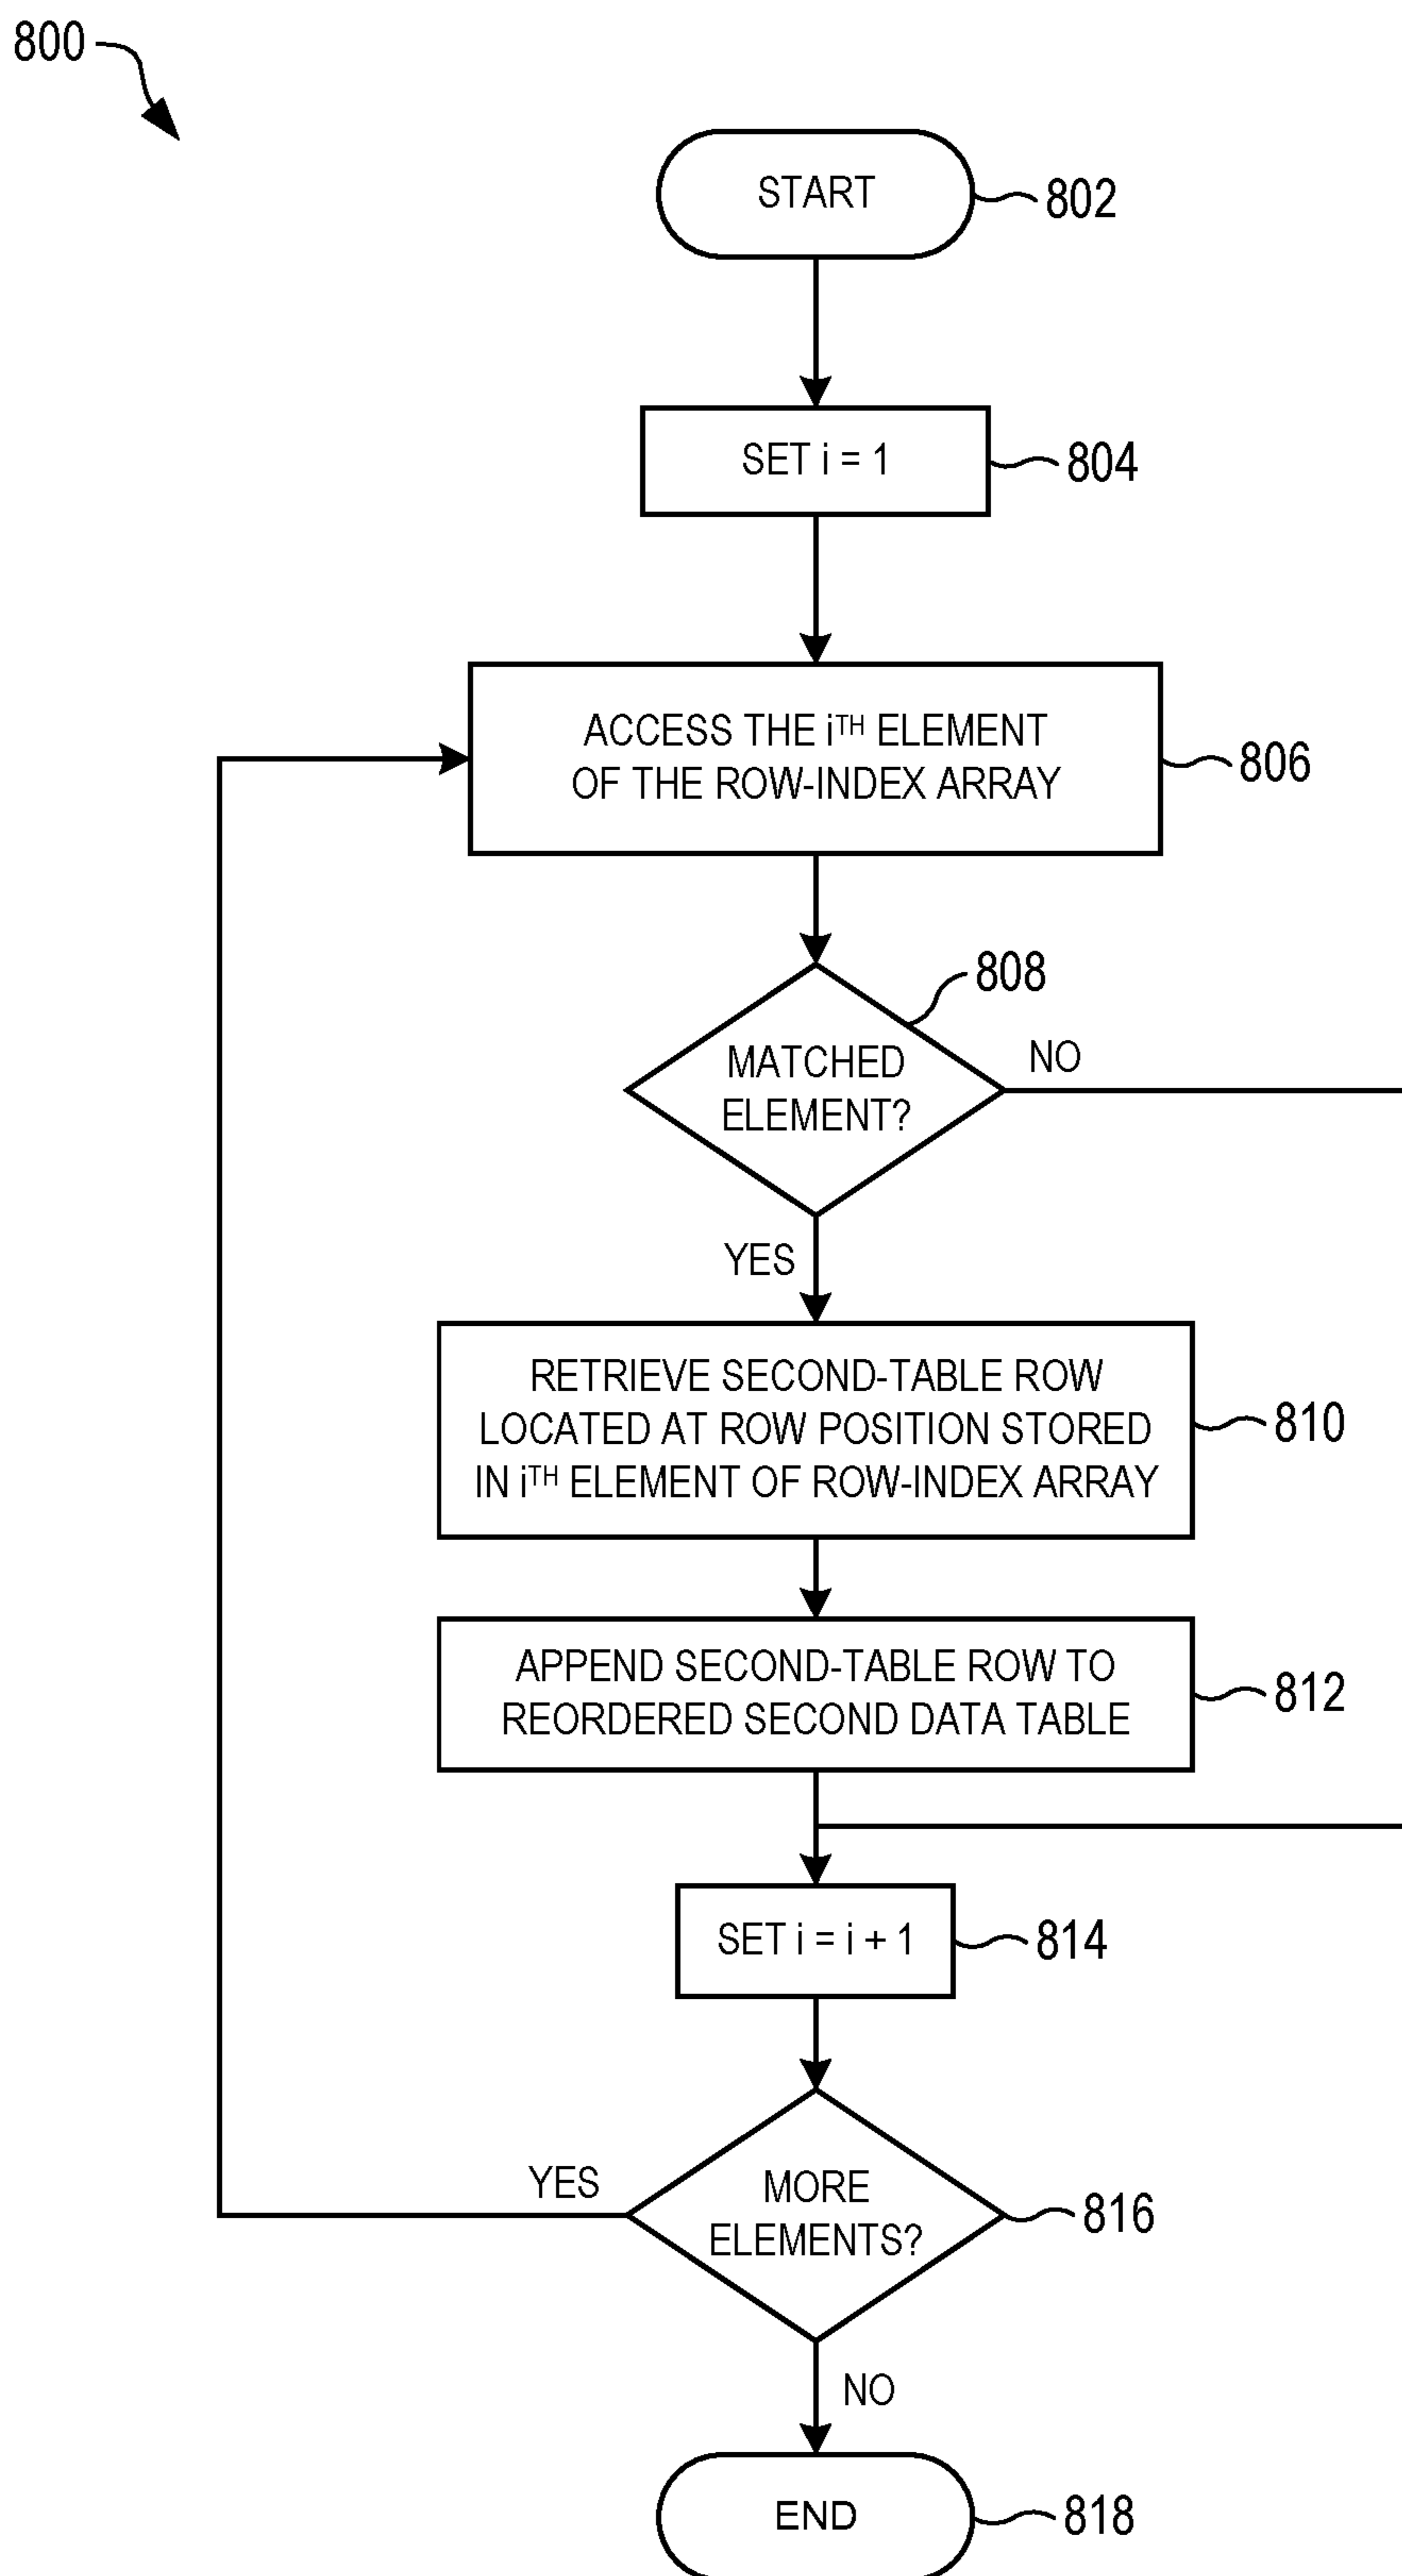 800
START
802
SET i = 1
804
ACCESS THE iTH ELEMENT
OF THE ROW-INDEX ARRAY
806
808
MATCHED
ELEMENT?
NO
YES
RETRIEVE SECOND-TABLE ROW
LOCATED AT ROW POSITION STORED
IN iTH ELEMENT OF ROW-INDEX ARRAY
810
APPEND SECOND-TABLE ROW TO
REORDERED SECOND DATA TABLE
812
SET i = i + 1
814
YES
MORE
ELEMENTS?
816
NO
END
818